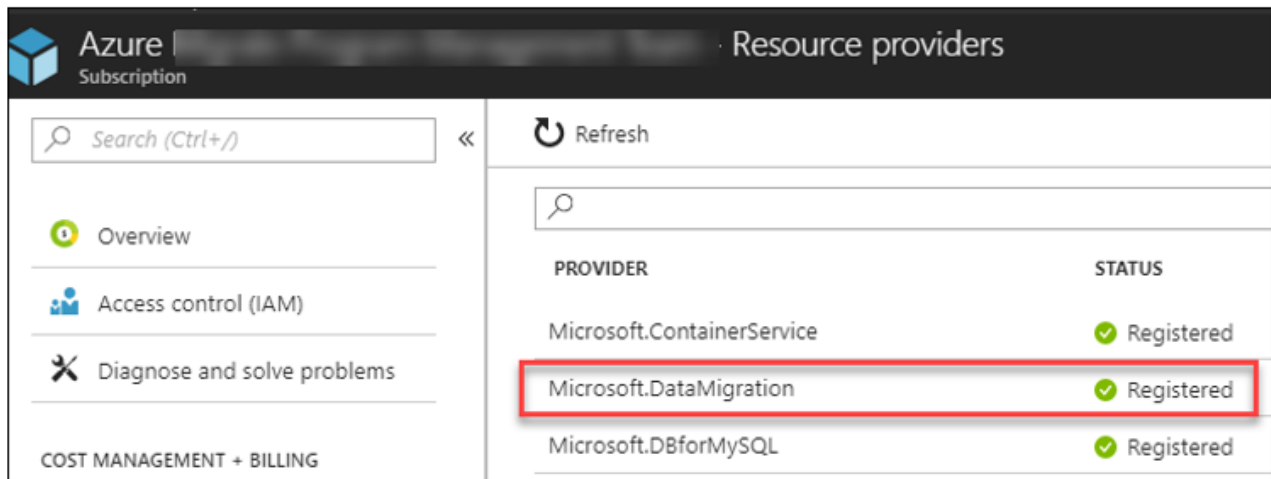 Azure · Resource providers
Subscription
Search (Ctrl+/)
«
Refresh
Overview
Access control (IAM)
Diagnose and solve problems
COST MANAGEMENT + BILLING
PROVIDER STATUS
Microsoft.ContainerService Registered
Microsoft.DataMigration Registered
Microsoft.DBforMySQL Registered